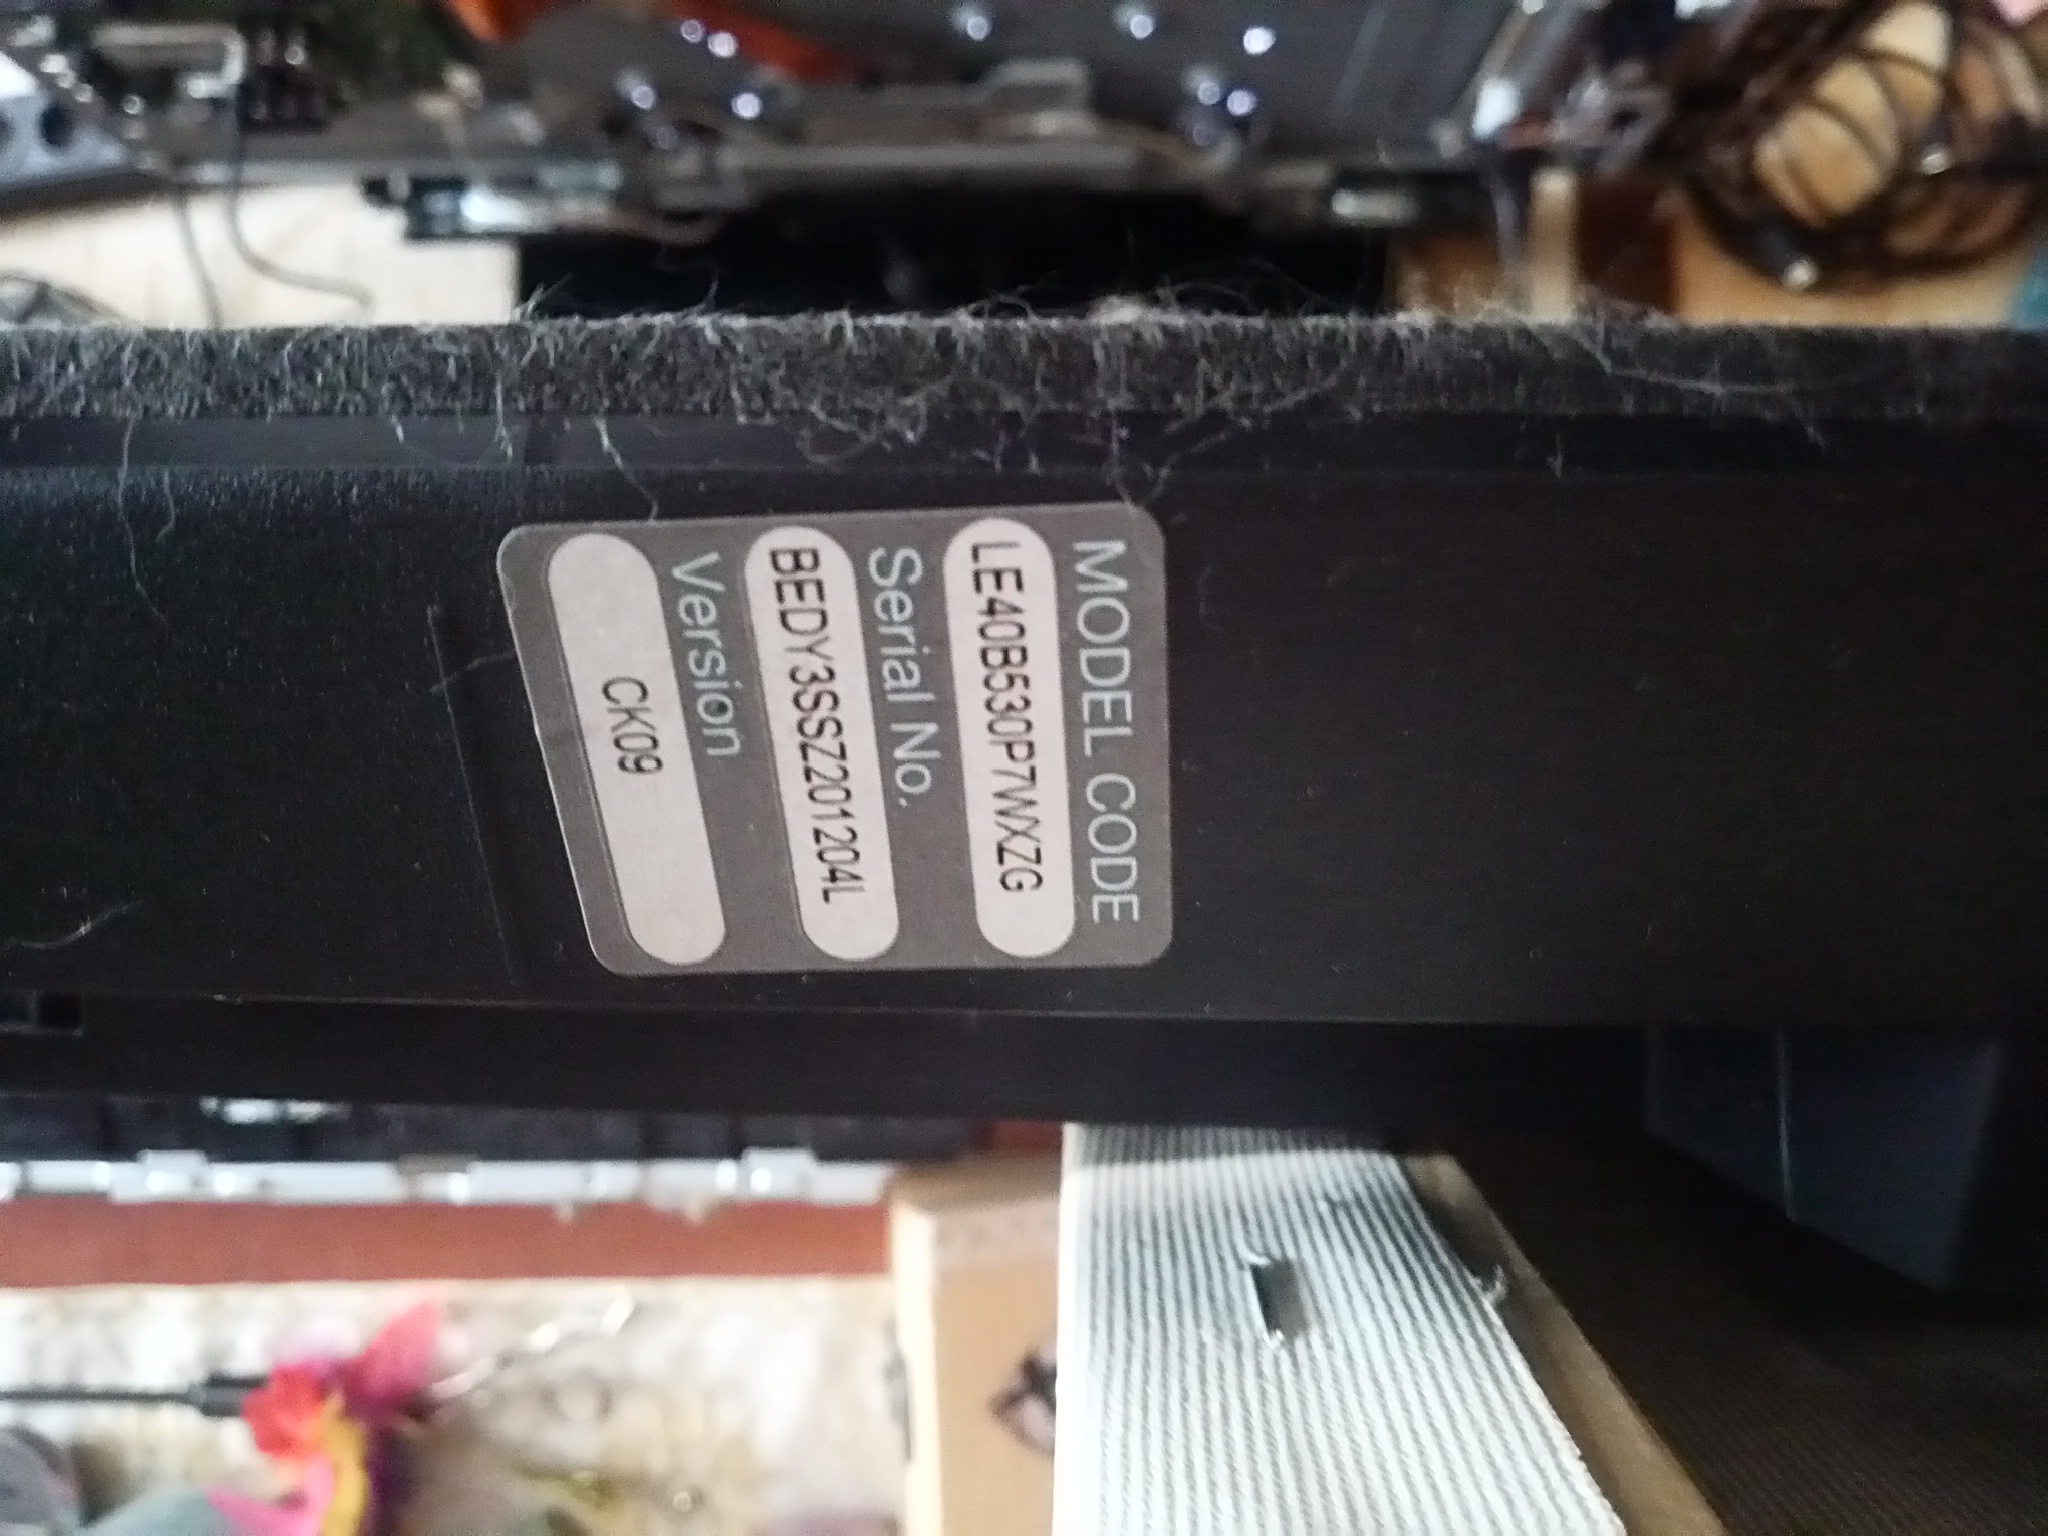 MODEL CODE
LE40B530P7WXZG
Serial No.
BEDY3SSZ201204L
Version
CK09